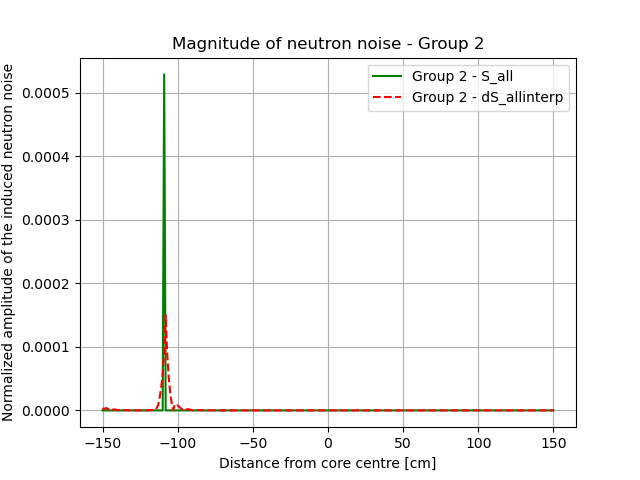 Magnitude of neutron noise - Group 2
Normalized amplitude of the induced neutron noise
0.0005
0.0004
0.0003
0.0002
0.0001
0.0000
Group 2 - S_all
Group 2 - dS_allinterp
−150 −100 −50 0 50 100 150
Distance from core centre [cm]